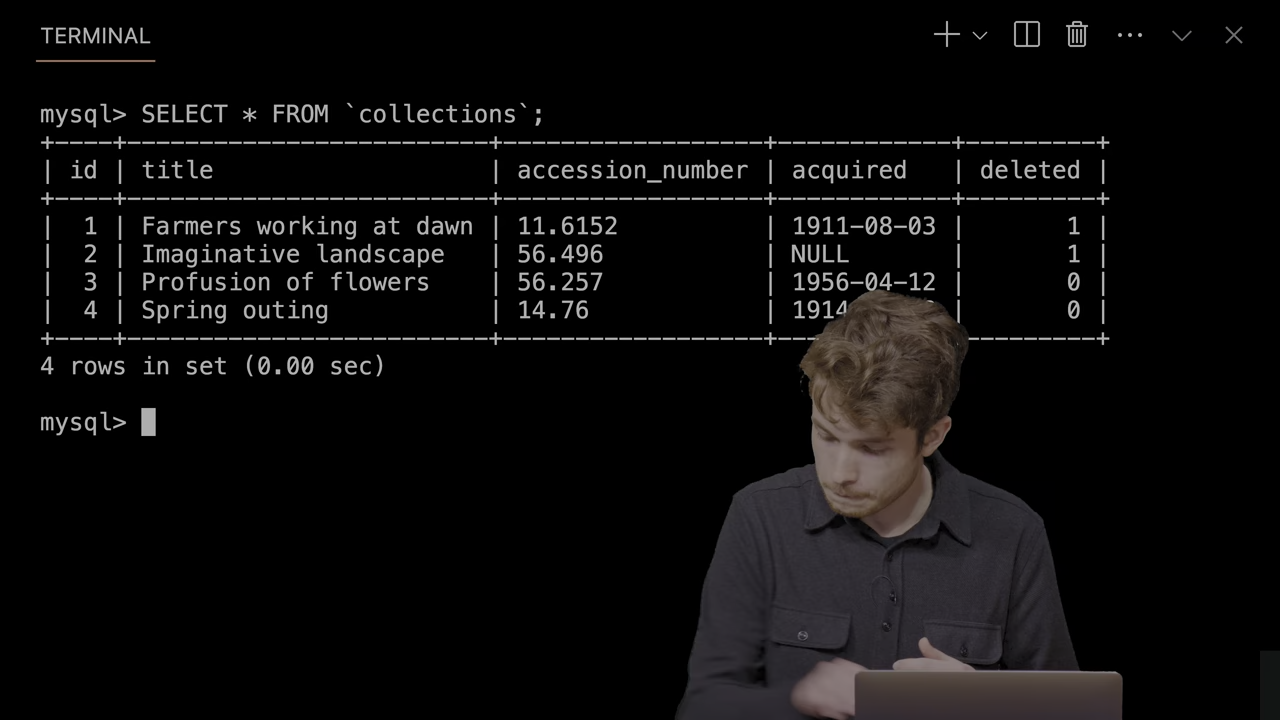 TERMINAL
mysql> SELECT * FROM `collections`;
+----+-----------------------+------------------+------------+---------+
| id | title | accession_number | acquired | deleted |
+----+-----------------------+------------------+------------+---------+
| 1 | Farmers working at dawn | 11.6152 | 1911-08-03 | 1 |
| 2 | Imaginative landscape | 56.496 | NULL | 1 |
| 3 | Profusion of flowers | 56.257 | 1956-04-12 | 0 |
| 4 | Spring outing | 14.76 | 0 |
4 rows in set (0.00 sec)
mysql>